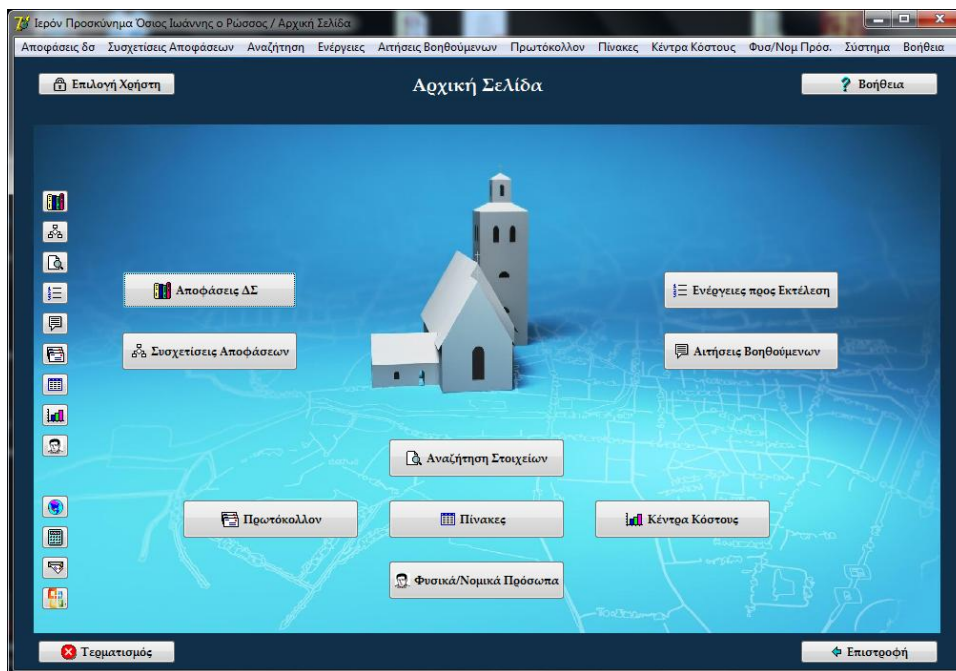 Ιερόν Προσκύνημα Όσιος Ιωάννης ο Ρώσσος / Αρχική Σελίδα
Αποφάσεις δσ Συσχετίσεις Αποφάσεων Αναζήτηση Ενέργειες Αιτήσεις Βοηθούμενων Πρωτόκολλον Πίνακες Κέντρα Κόστους Φυσ/Νομ Πρόσ. Σύστημα Βοήθεια
Επιλογή Χρήστη Αρχική Σελίδα Βοήθεια
Αποφάσεις ΔΣ Ενέργειες προς Εκτέλεση
Συσχετίσεις Αποφάσεων Αιτήσεις Βοηθούμενων
Αναζήτηση Στοιχείων
Πρωτόκολλον Πίνακες Κέντρα Κόστους
Φυσικά/Νομικά Πρόσωπα
Τερματισμός Επιστροφή